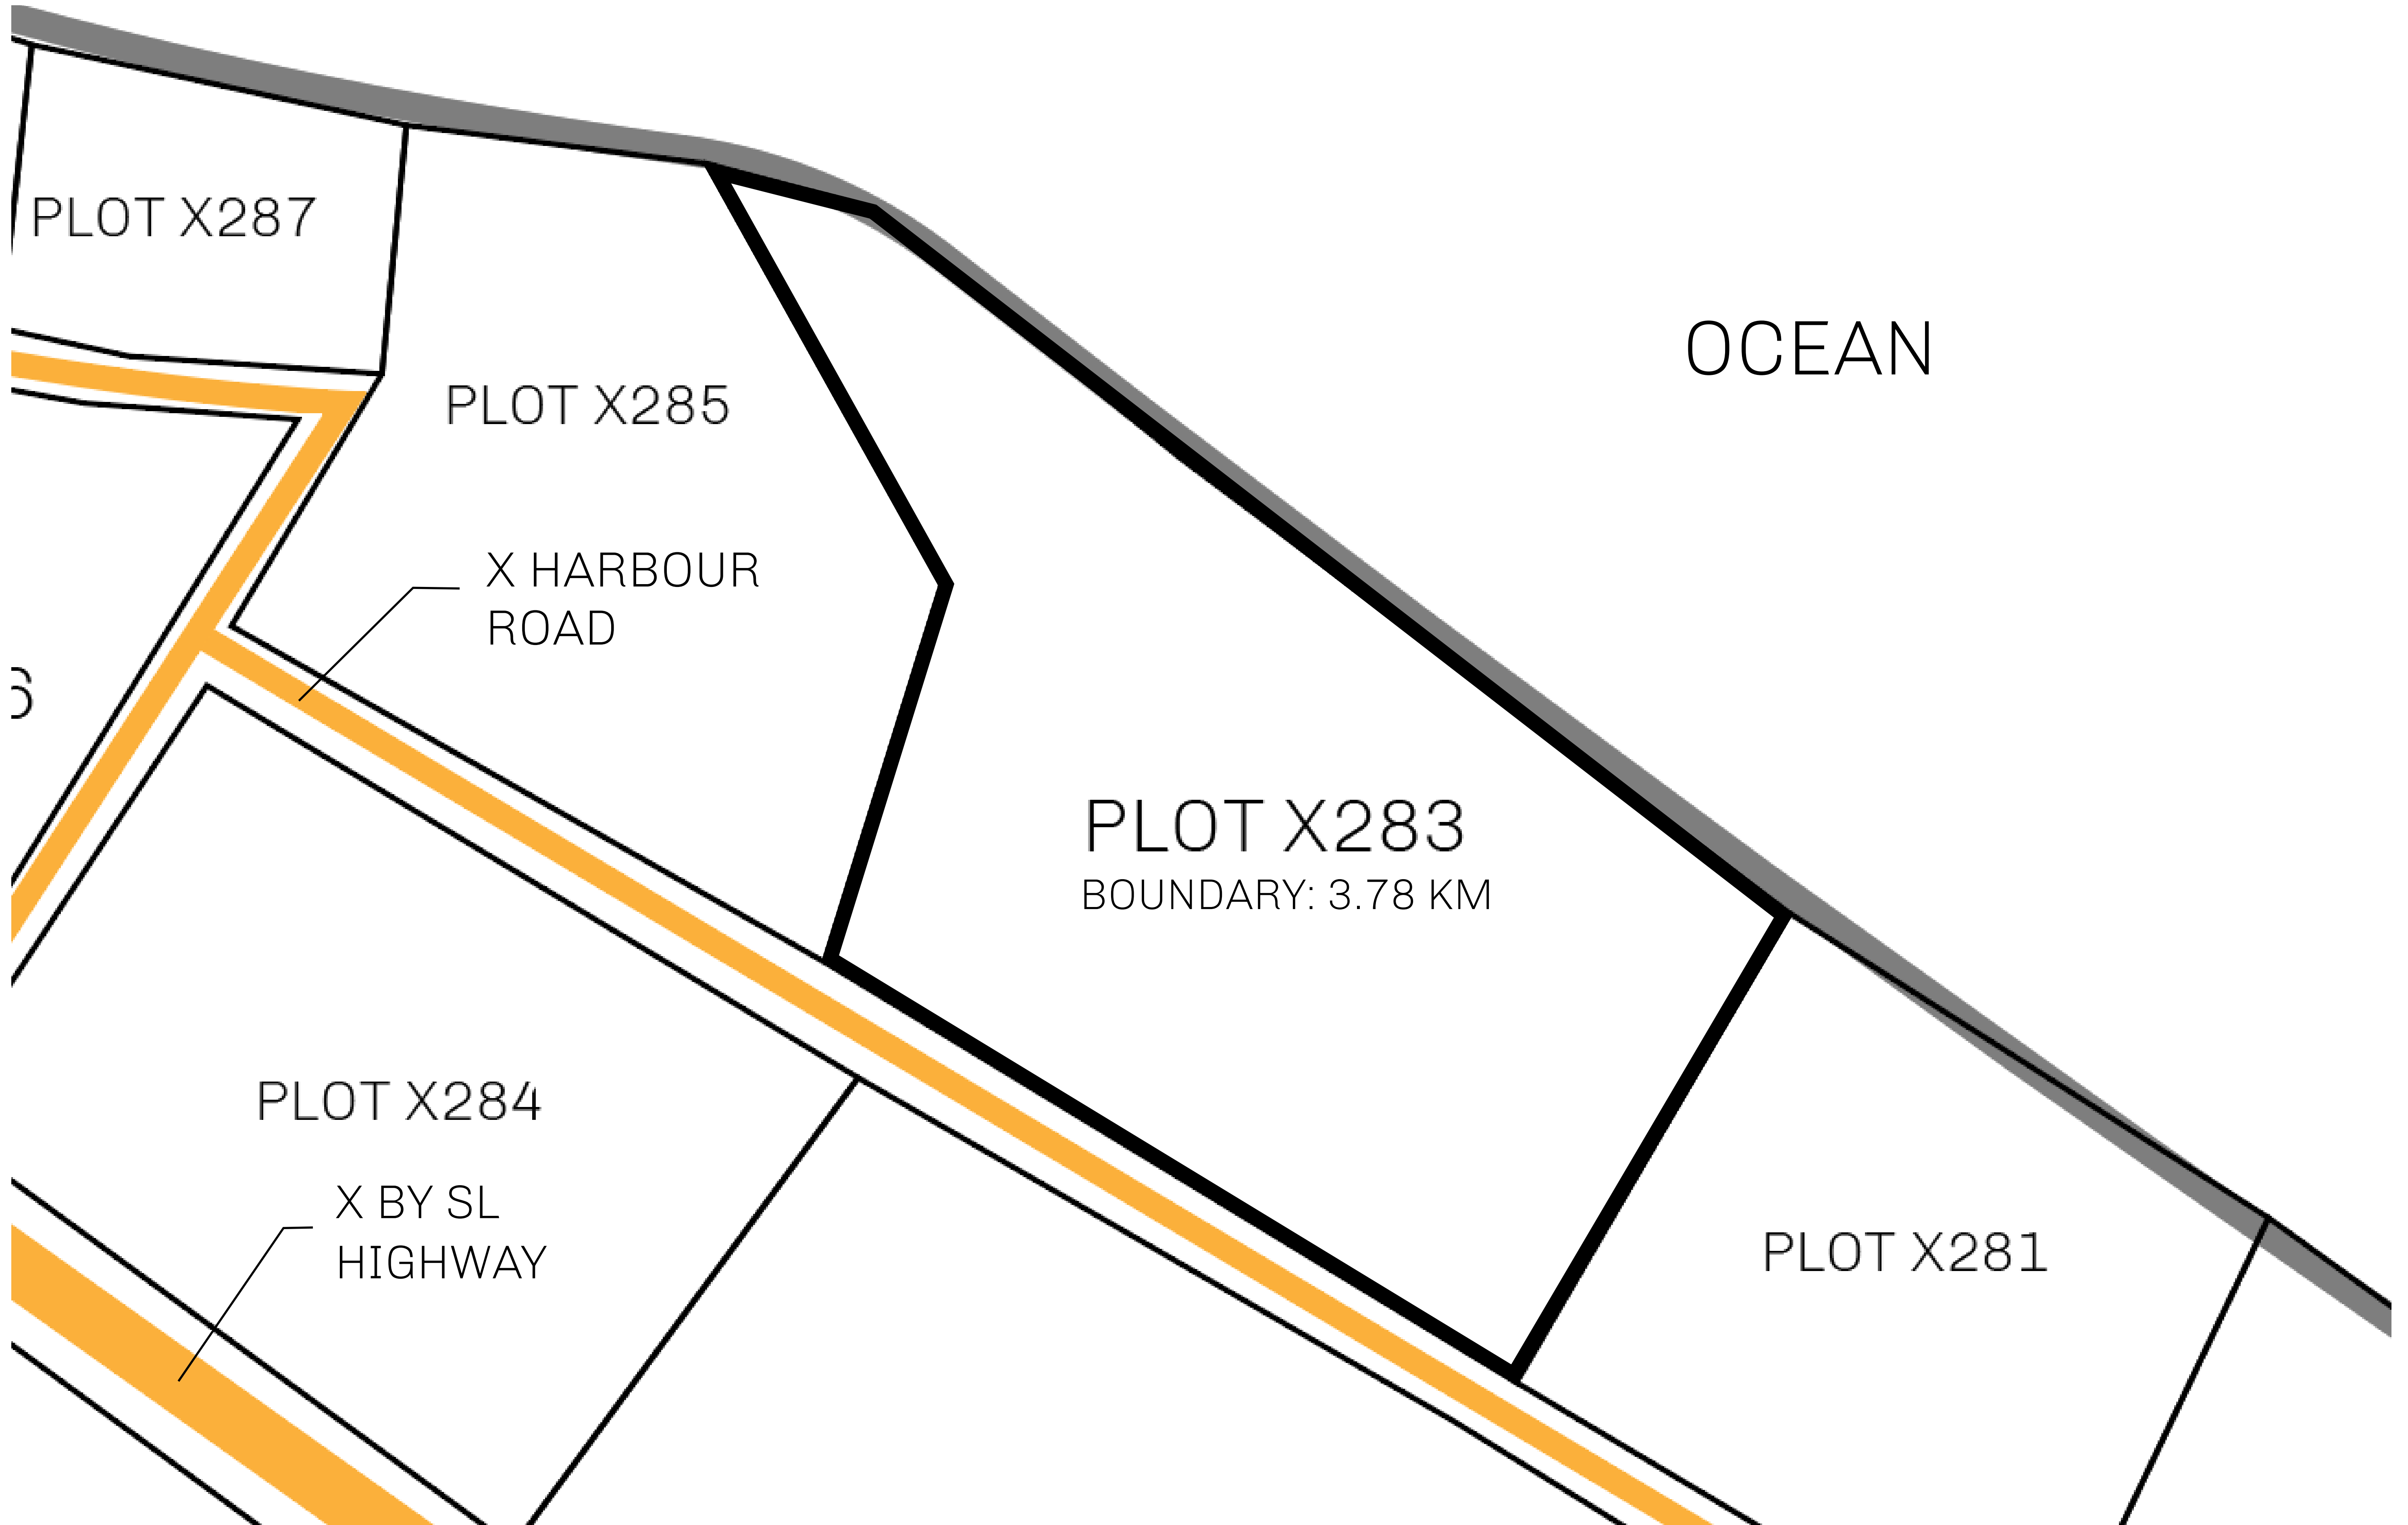 PLOT X287
OCEAN
PLOT X285
X HARBOUR
ROAD
PLOT X283
BOUNDARY: 3.78 KM
PLOT X284
X BY SL
HIGHWAY
PLOT X281